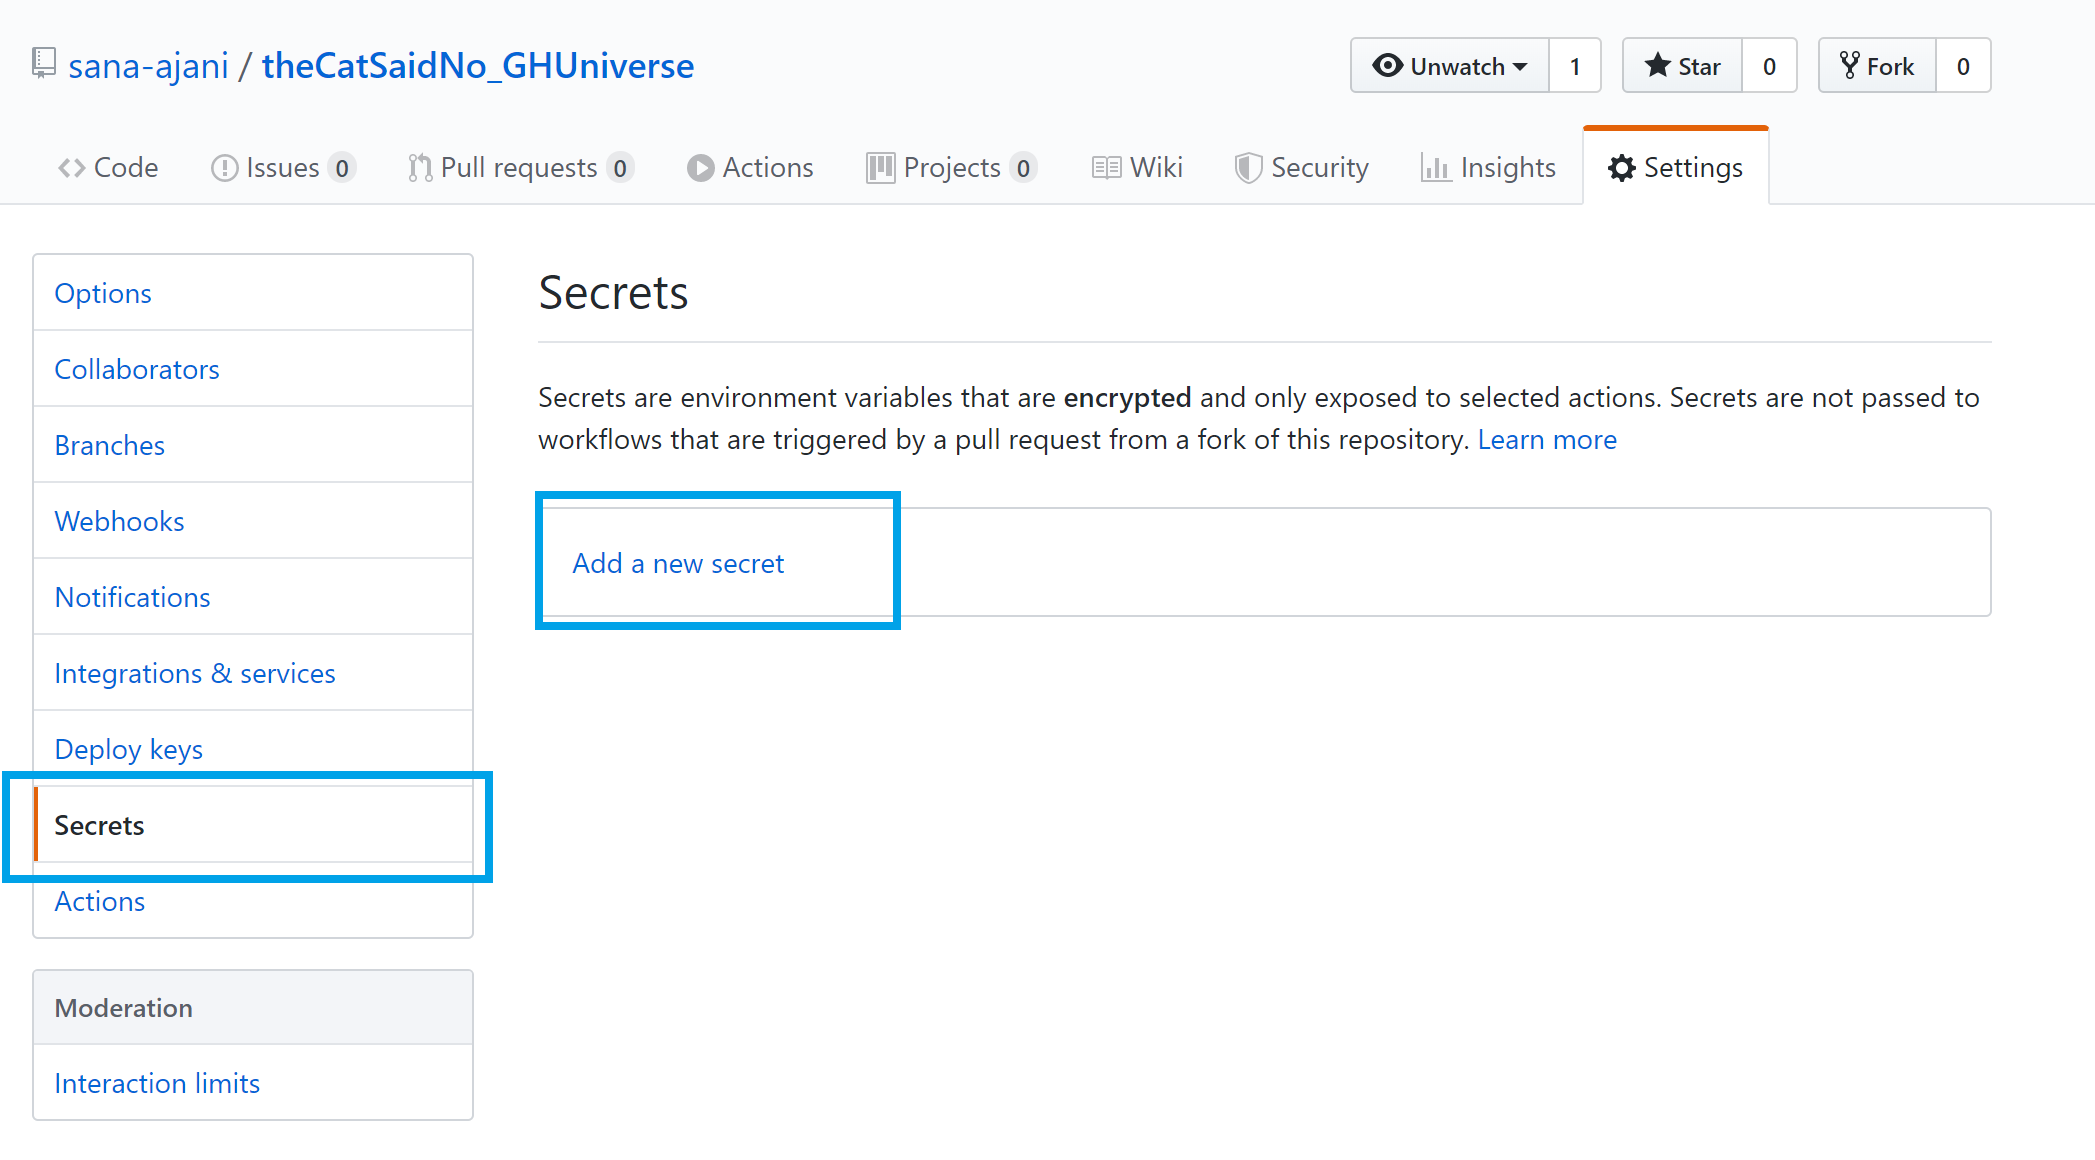 sana-ajani / theCatSaidNo_GHUniverse
Unwatch 1 Star 0 Fork 0
Code Issues 0 Pull requests 0 Actions Projects 0 Wiki Security Insights Settings
Options
Collaborators
Branches
Webhooks
Notifications
Integrations & services
Deploy keys
Secrets
Actions
Moderation
Interaction limits
Secrets
Secrets are environment variables that are encrypted and only exposed to selected actions. Secrets are not passed to
workflows that are triggered by a pull request from a fork of this repository. Learn more
Add a new secret